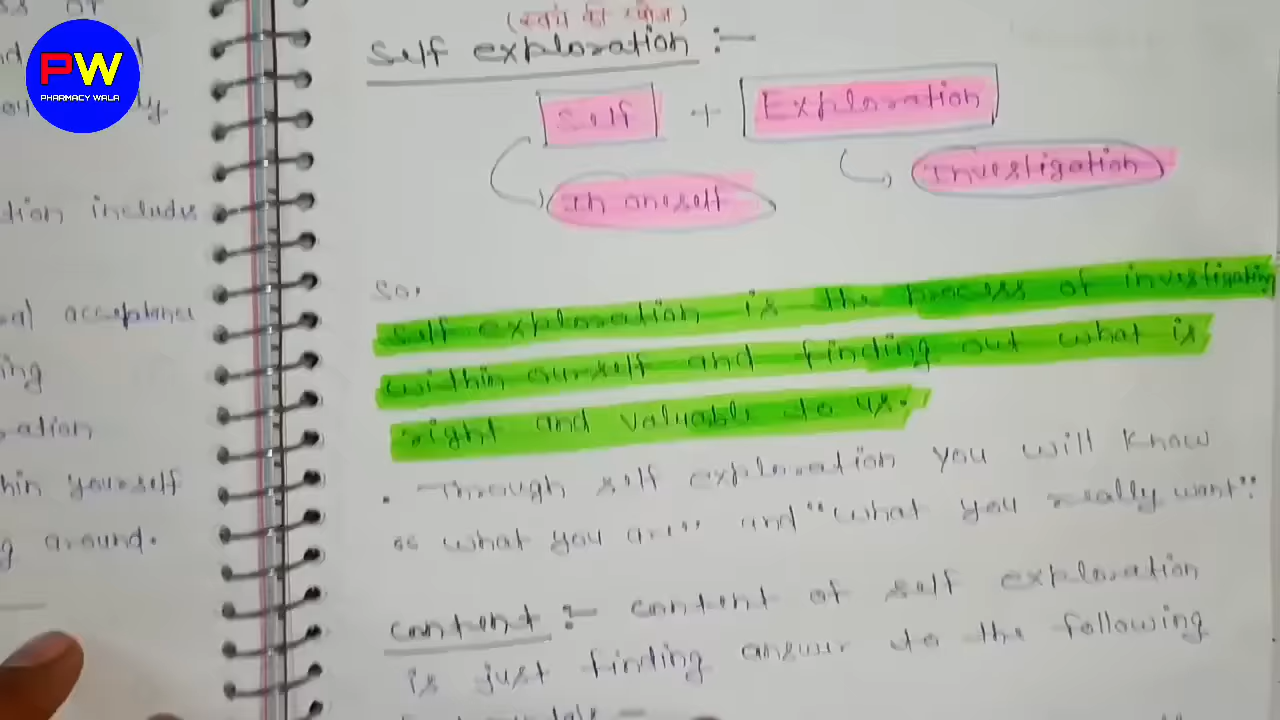 PW
PHARMACY WALA
(स्वयं की खोज)
Self exploration :-
Self + Exploration
Investigation
In oneself
So,
Self exploration is the process of investigating
within ourself and finding out what is
right and valuable to us.
. Through self exploration you will know
"what you are" and "what you really want".
Content :- content of self exploration
is just finding answer to the following
tion includes
acceptance
ing
ation
hin yourself
g around.